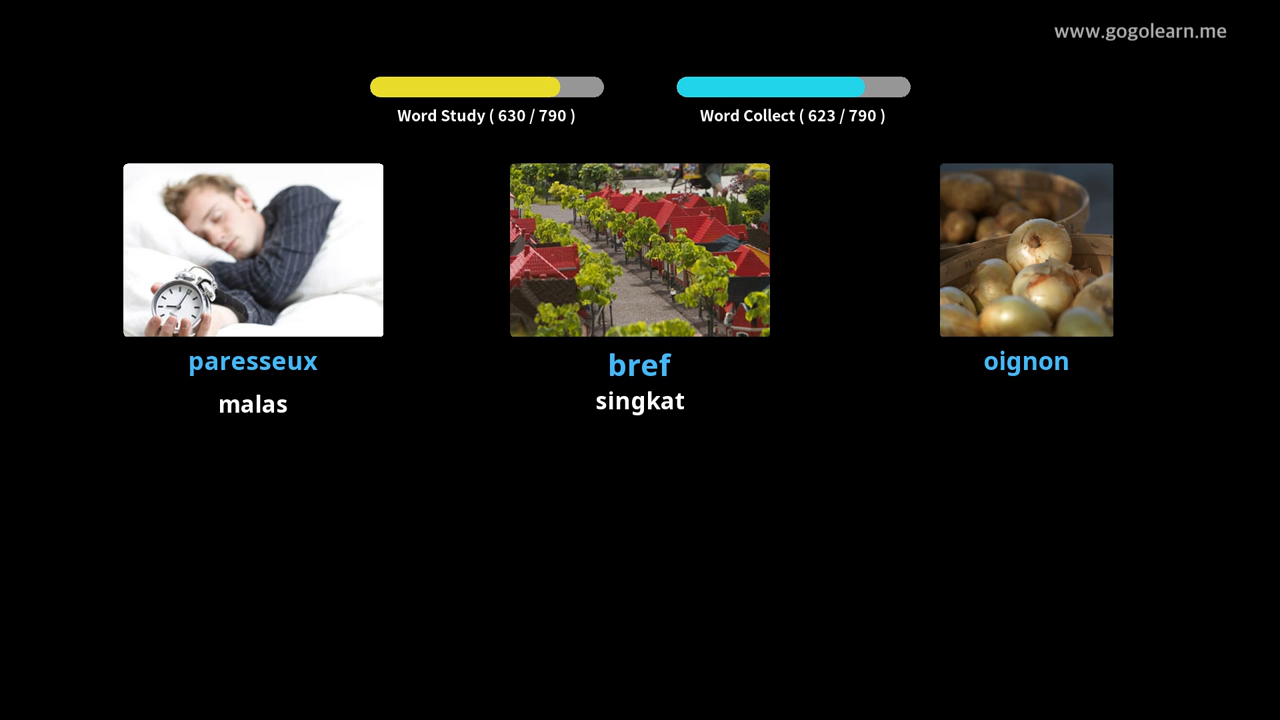 www.gogolearn.me
Word Study ( 630 / 790 )
Word Collect ( 623 / 790 )
paresseux
malas
bref
singkat
oignon